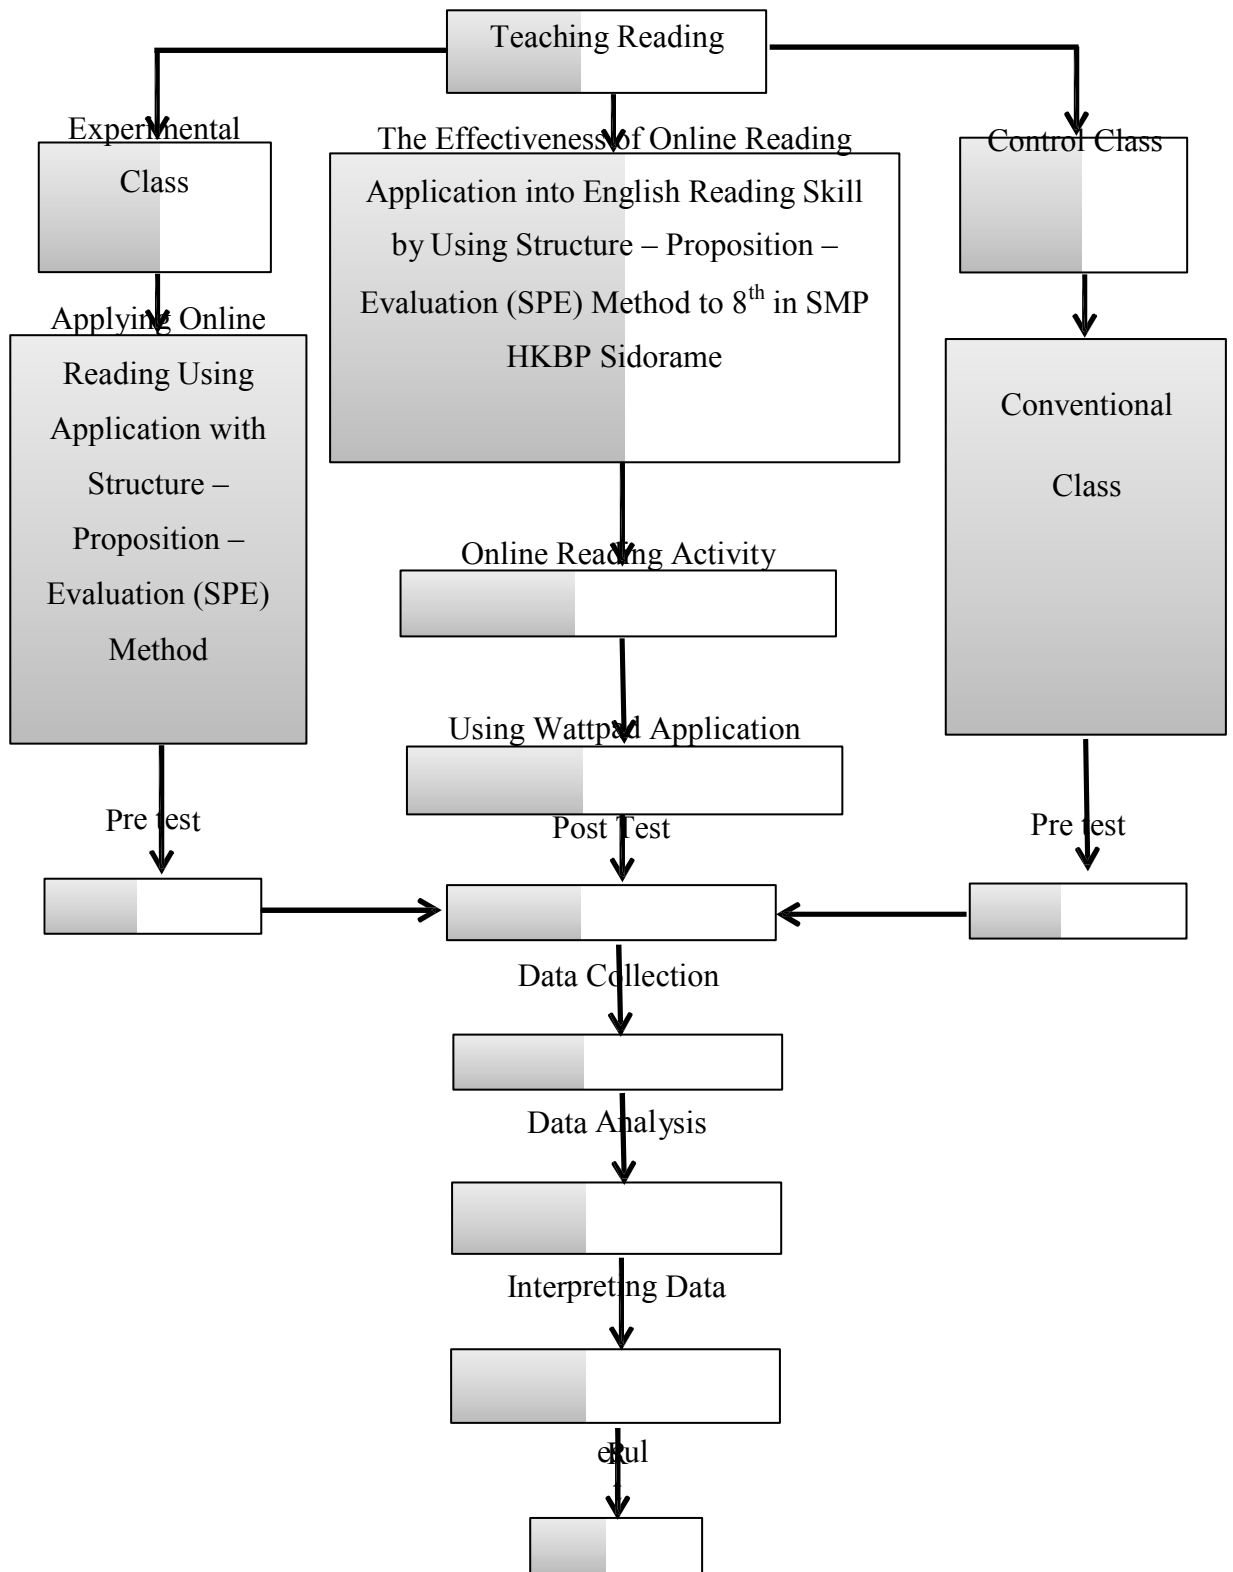 Teaching Reading
Experimental
Class
The Effectiveness of Online Reading
Application into English Reading Skill
by Using Structure – Proposition –
Evaluation (SPE) Method to 8th in SMP
HKBP Sidorame
Control Class
Applying Online
Reading Using
Application with
Structure –
Proposition –
Evaluation (SPE)
Method
Conventional
Class
Online Reading Activity
Using Wattpad Application
Pre test
Post Test
Pre test
Data Collection
Data Analysis
Interpreting Data